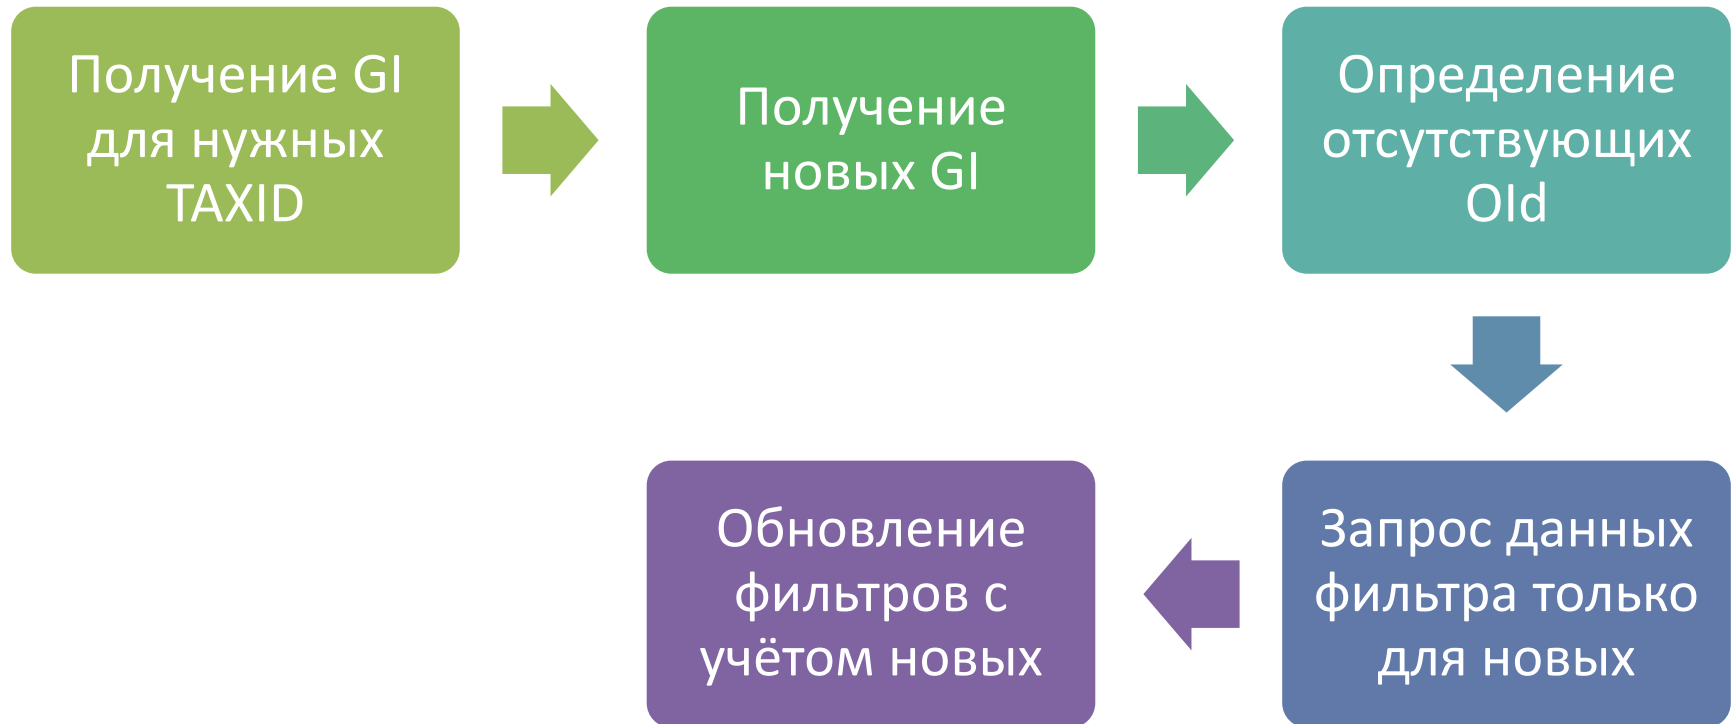 Получение GI
для нужных
TAXID
Получение
новых GI
Определение
отсутствующих
OId
Запрос данных
фильтра только
для новых
Обновление
фильтров с
учётом новых